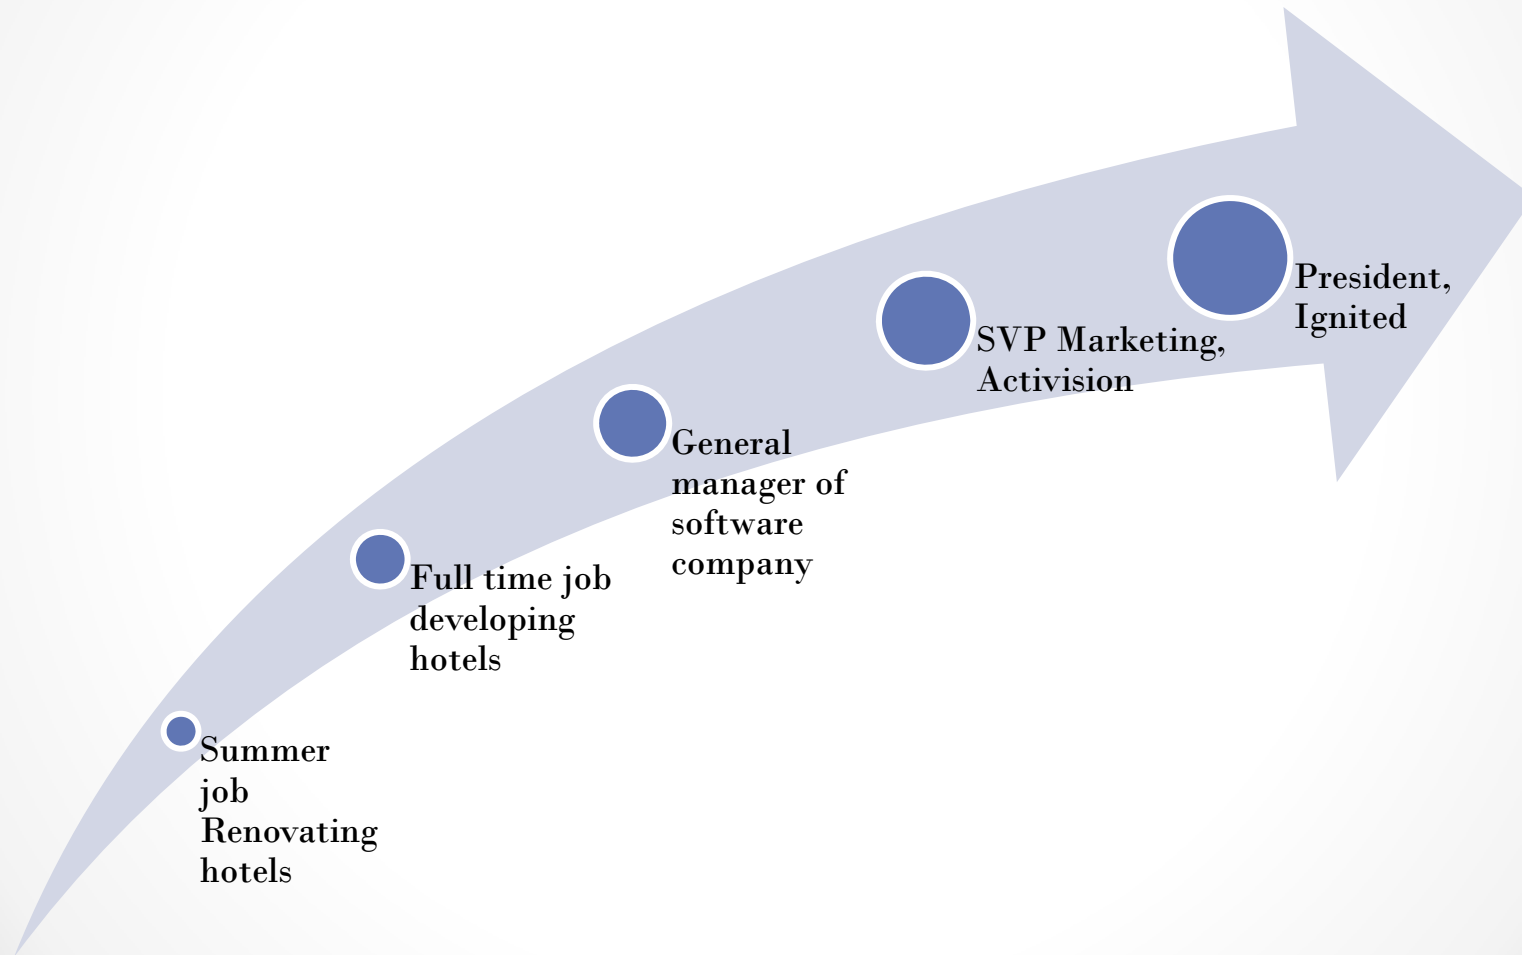 Summer
job
Renovating
hotels
Full time job
developing
hotels
General
manager of
software
company
SVP Marketing,
Activision
President,
Ignited